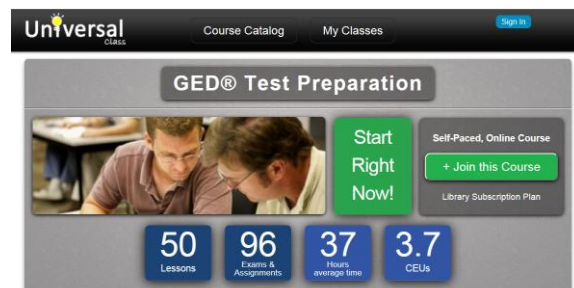 Universal
Class
Course Catalog
My Classes
Sign In
GED® Test Preparation
Start
Right
Now!
Self-Paced, Online Course
+ Join this Course
Library Subscription Plan
50
Lessons
96
Exams &
Assignments
37
Hours
average time
3.7
CEUs